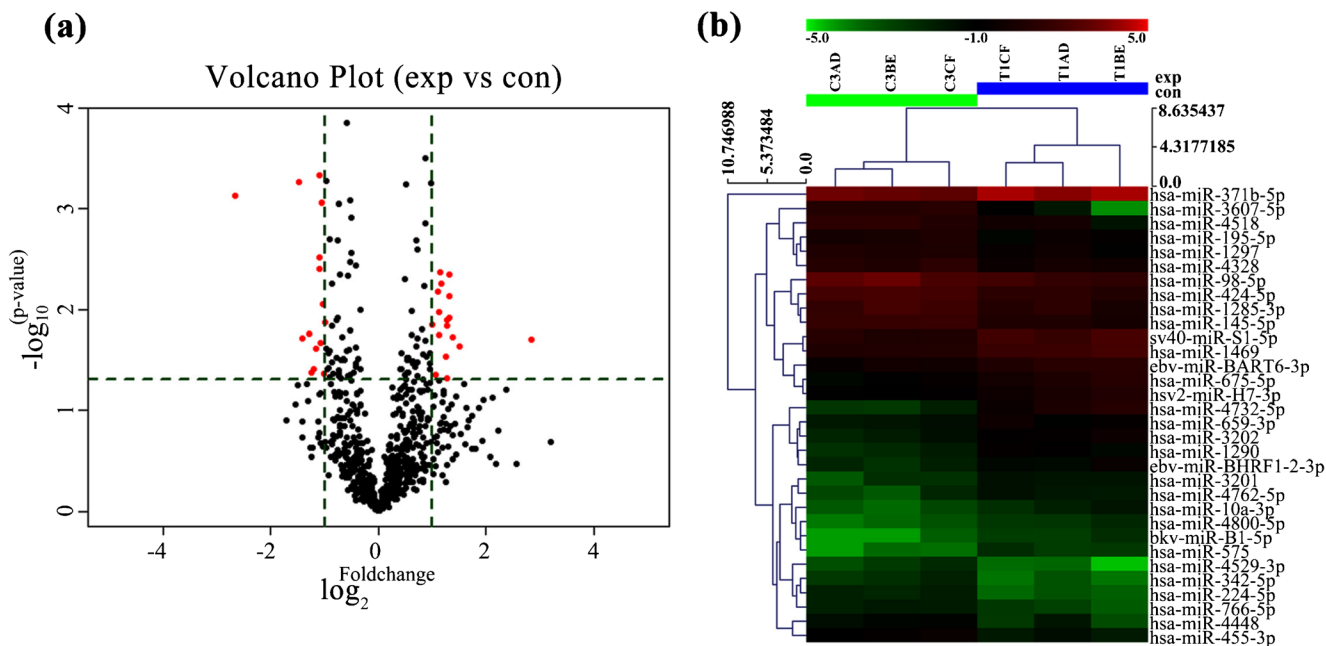 (a)
Volcano Plot (exp vs con)
-log10 (p-value)
4
3
2
1
0
-4
-2
0
2
4
log2 Foldchange
(b)
-5.0
-1.0
5.0
C3AD
C3BE
C3CF
T1CF
T1AD
T1BE
exp
con
10.746988
5.373484
0.0
8.635437
4.3177185
0.0
hsa-miR-371b-5p
hsa-miR-3607-5p
hsa-miR-4518
hsa-miR-195-5p
hsa-miR-1297
hsa-miR-4328
hsa-miR-98-5p
hsa-miR-424-5p
hsa-miR-1285-3p
hsa-miR-145-5p
sv40-miR-S1-5p
hsa-miR-1469
ebv-miR-BART6-3p
hsa-miR-675-5p
hsv2-miR-H7-3p
hsa-miR-4732-5p
hsa-miR-659-3p
hsa-miR-3202
hsa-miR-1290
ebv-miR-BHRF1-2-3p
hsa-miR-3201
hsa-miR-4762-5p
hsa-miR-10a-3p
hsa-miR-4800-5p
bkv-miR-B1-5p
hsa-miR-575
hsa-miR-4529-3p
hsa-miR-342-5p
hsa-miR-224-5p
hsa-miR-766-5p
hsa-miR-4448
hsa-miR-455-3p